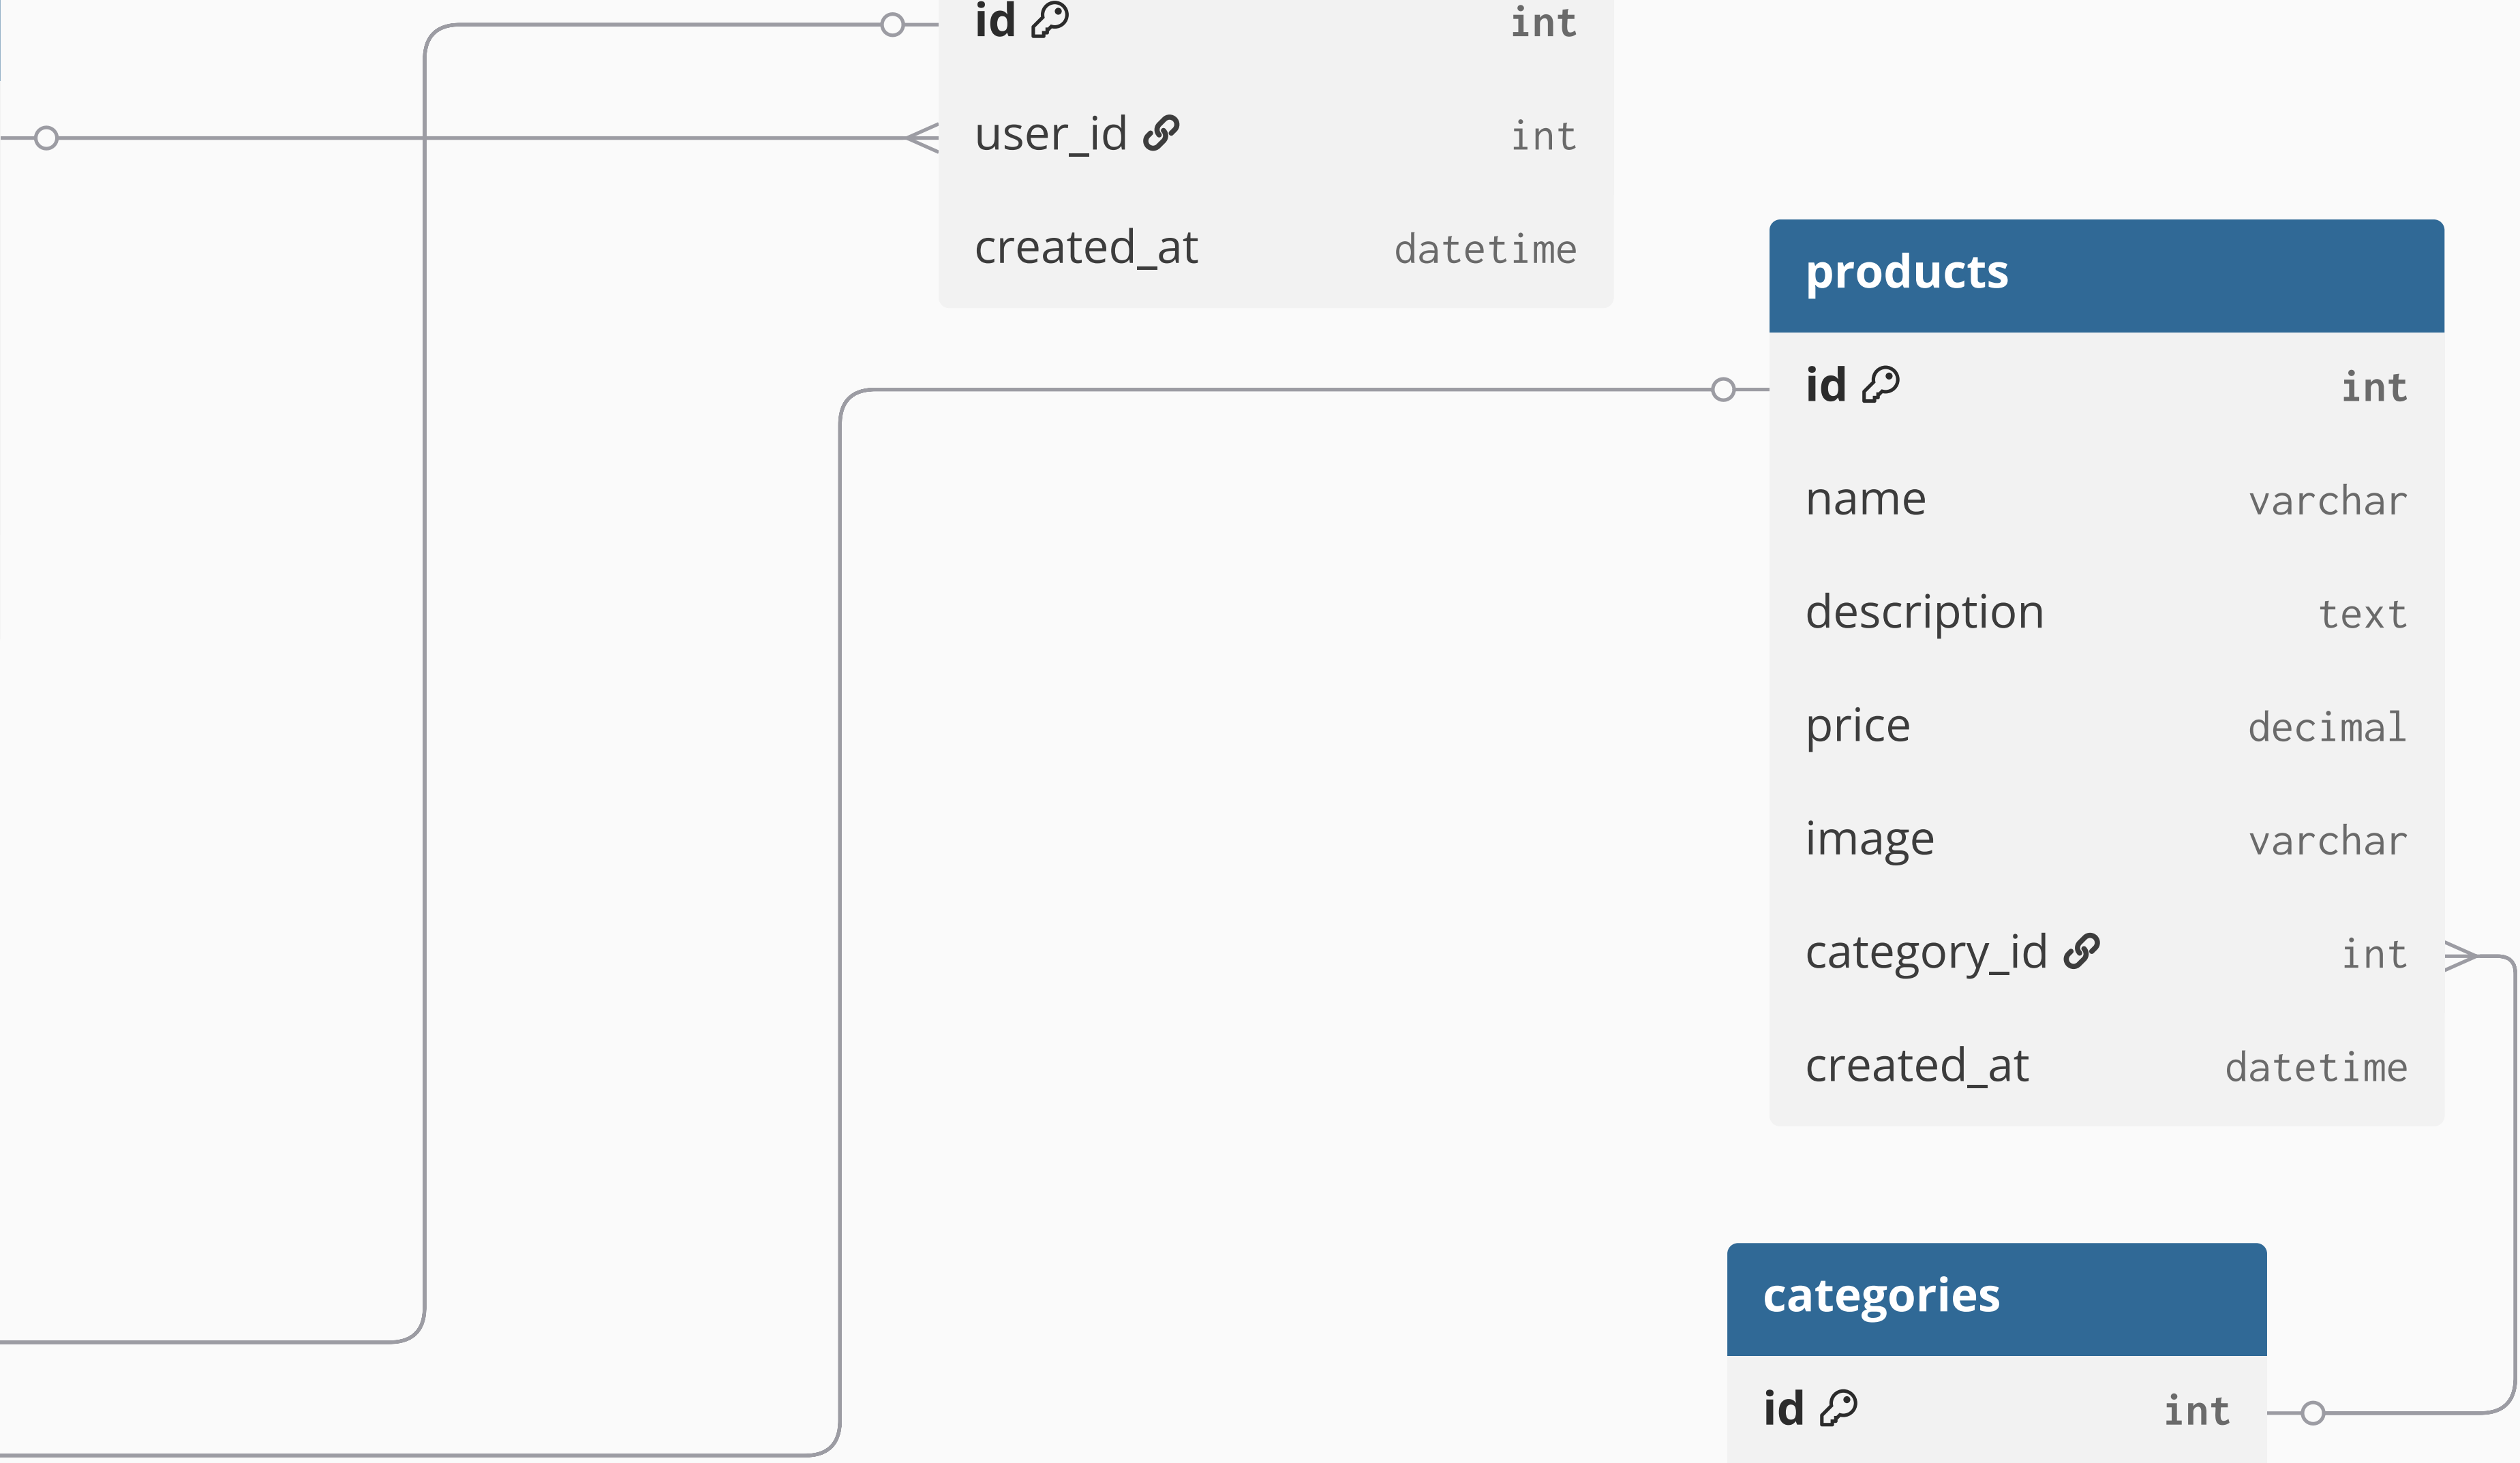 id int
user_id int
created_at datetime
products
id int
name varchar
description text
price decimal
image varchar
category_id int
created_at datetime
categories
id int